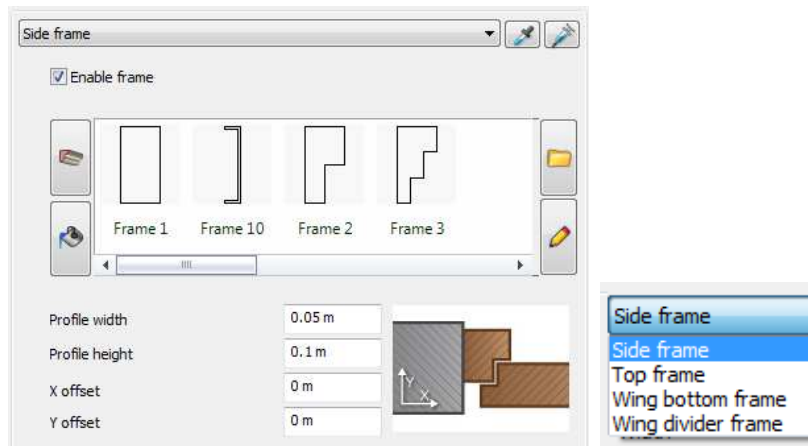 Side frame
Enable frame
Frame 1 Frame 10 Frame 2 Frame 3
Profile width 0.05 m
Profile height 0.1 m
X offset 0 m
Y offset 0 m
Y
X
Side frame
Side frame
Top frame
Wing bottom frame
Wing divider frame